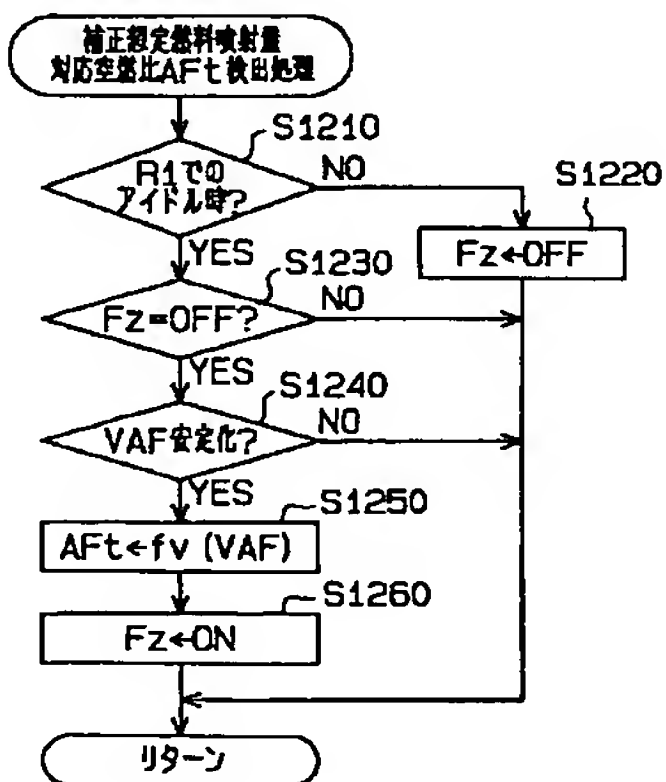 補正設定燃料噴射量
対応空燃比AFt検出処理
S1210
R1での
アイドル時?
NO
S1220
YES
Fz←OFF
S1230
Fz=OFF?
NO
YES
S1240
VAF安定化?
NO
YES
S1250
AFt←fv(VAF)
S1260
Fz←ON
リターン